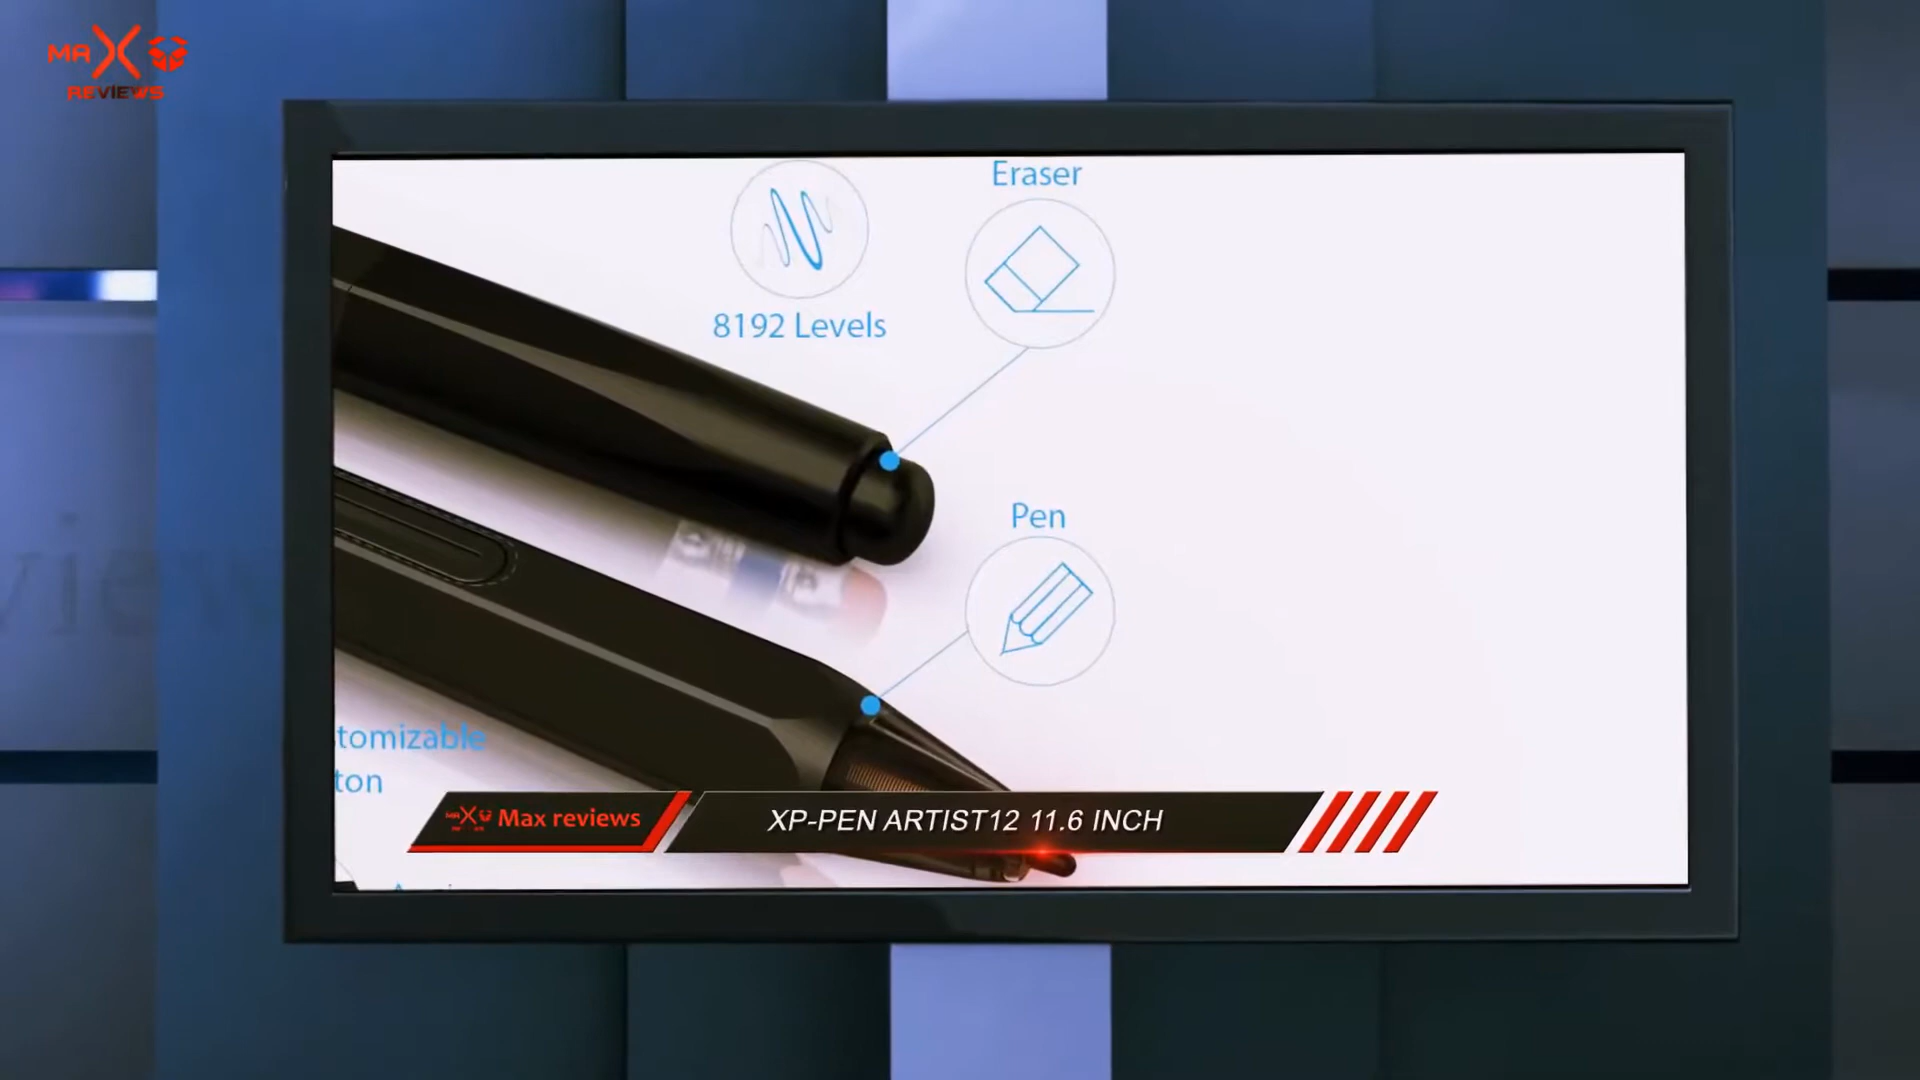 MAX
REVIEWS
Eraser
8192 Levels
Pen
tomizable
ton
Max reviews
XP-PEN ARTIST12 11.6 INCH